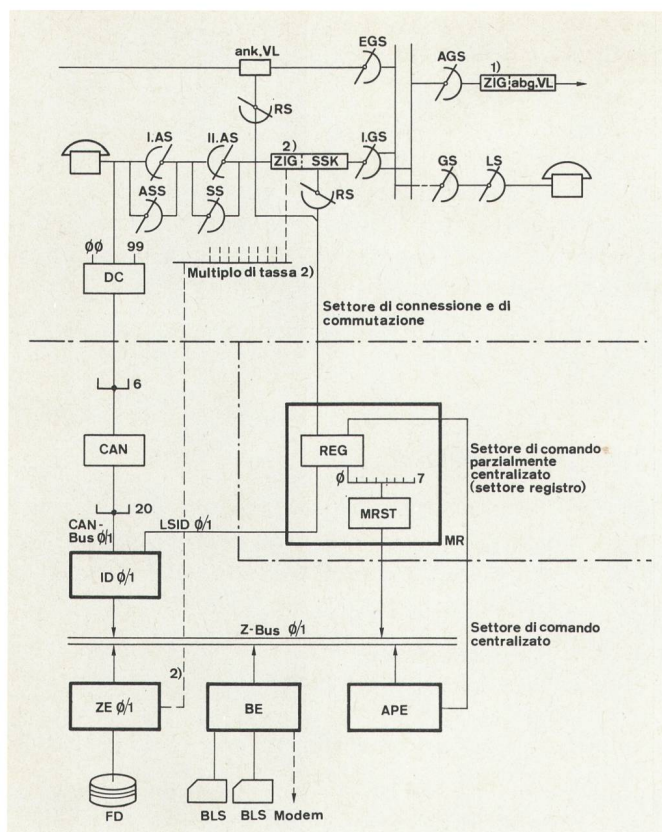 ank.VL
EGS
AGS
1)
ZIG abg.VL
RS
I.AS
II.AS
2)
ZIG SSK
I.GS
GS
LS
ASS
SS
RS
ØØ
99
DC
Multiplo di tassa 2)
Settore di connessione e di
commutazione
6
CAN
REG
Ø
7
MRST
MR
Settore di comando
parzialmente
centralizato
(settore registro)
20
CAN-
Bus Ø/1
LSID Ø/1
ID Ø/1
Z-Bus Ø/1
Settore di comando
centralizato
2)
ZE Ø/1
BE
APE
FD
BLS
BLS
Modem